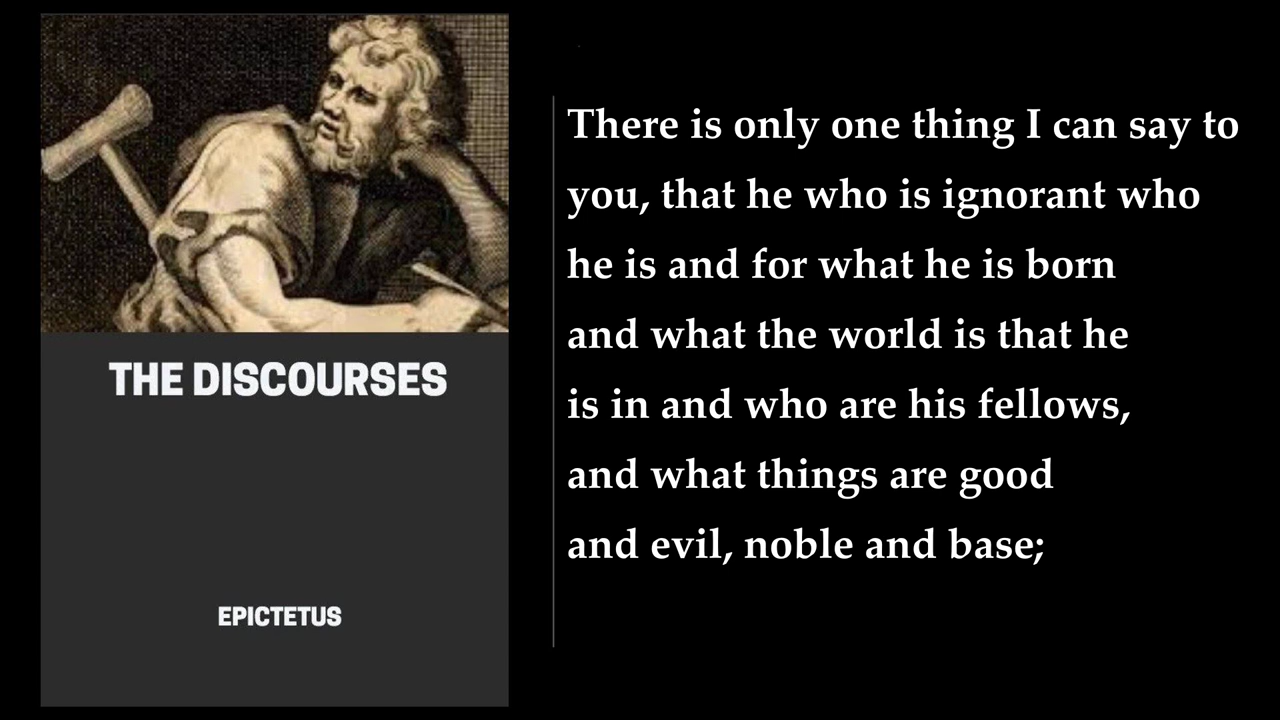 THE DISCOURSES
EPICTETUS
There is only one thing I can say to
you, that he who is ignorant who
he is and for what he is born
and what the world is that he
is in and who are his fellows,
and what things are good
and evil, noble and base;